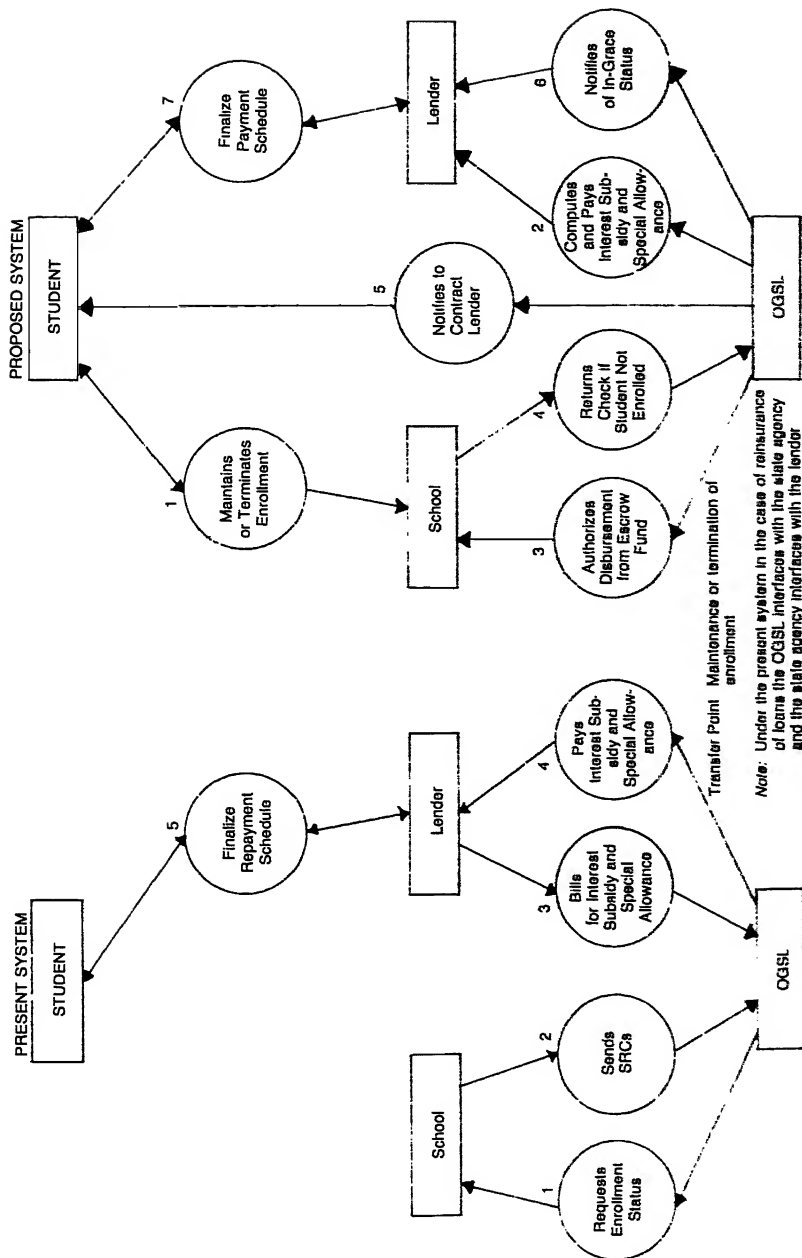 PRESENT SYSTEM
STUDENT
5
Finalize
Repayment
Schedule
School
Lender
1
Requests
Enrollment
Status
2
Sends
SRCs
3
Bills
for Interest
Subsidy and
Special
Allowance
4
Pays
Interest Sub-
sidy and
Special Allow-
ance
OGSL
PROPOSED SYSTEM
STUDENT
1
Maintains
or Terminates
Enrollment
5
Notifies to
Contract
Lender
7
Finalize
Payment
Schedule
School
Lender
3
Authorizes
Disbursement
from Escrow
Fund
4
Returns
Check if
Student Not
Enrolled
2
Computes
and Pays
Interest Sub-
sidy and
Special Allow-
ance
6
Notifies
of In-Grace
Status
OGSL
Transfer Point Maintenance or termination of
enrollment
Note: Under the present system in the case of reinsurance
of loans the OGSL interfaces with the state agency
and the state agency interfaces with the lender